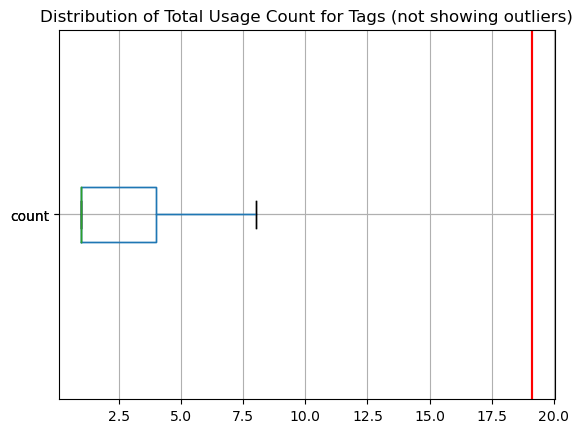 Distribution of Total Usage Count for Tags (not showing outliers)
count
2.5 5.0 7.5 10.0 12.5 15.0 17.5 20.0